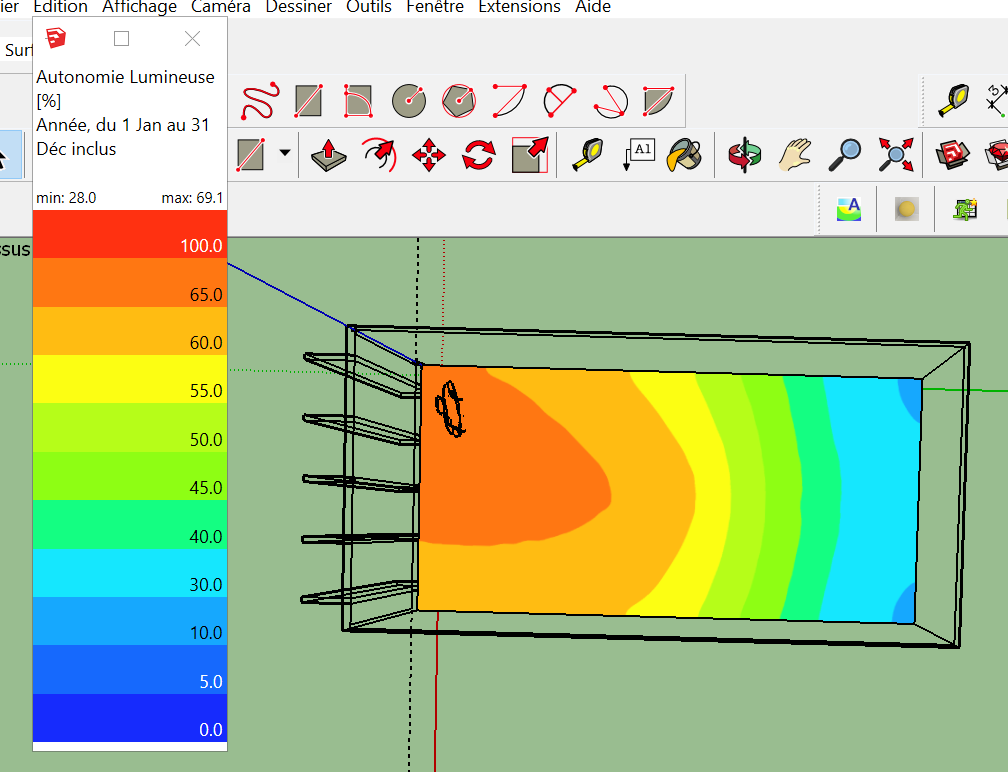 ier Edition Affichage Caméra Dessiner Outils Fenêtre Extensions Aide
Surf
Autonomie Lumineuse
[%]
Année, du 1 Jan au 31
Déc inclus
min: 28.0 max: 69.1
100.0
ssus
65.0
60.0
55.0
50.0
45.0
40.0
30.0
10.0
5.0
0.0
A1
A
3